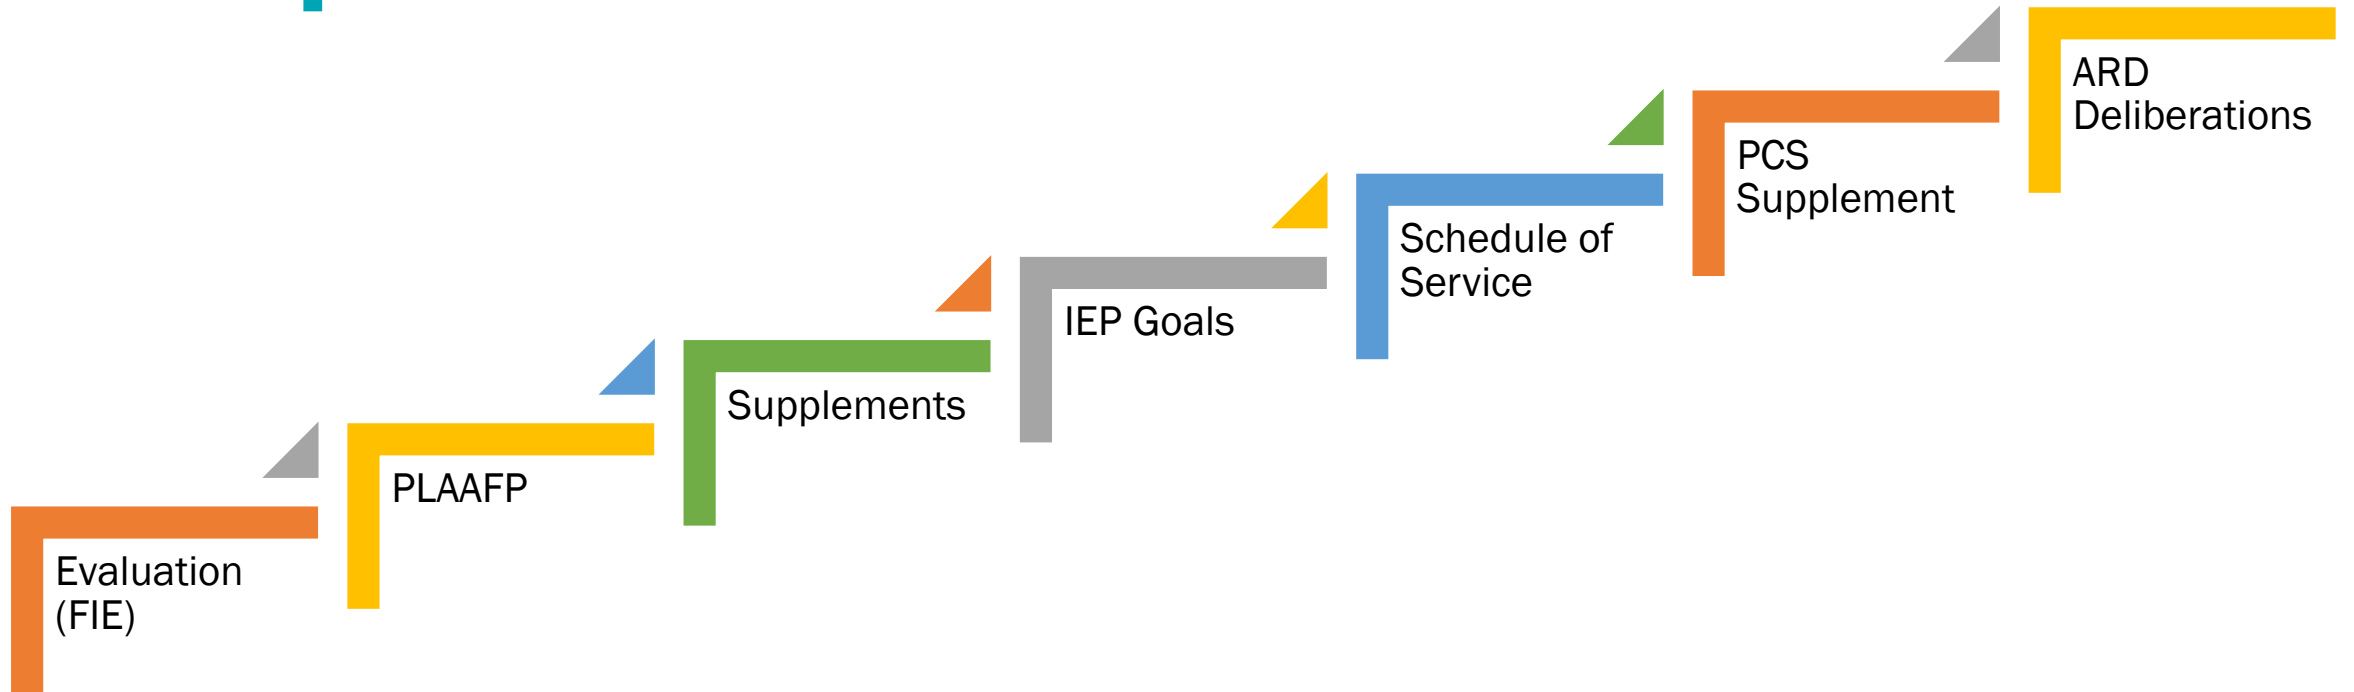 Evaluation
(FIE)
PLAAFP
Supplements
IEP Goals
Schedule of
Service
PCS
Supplement
ARD
Deliberations